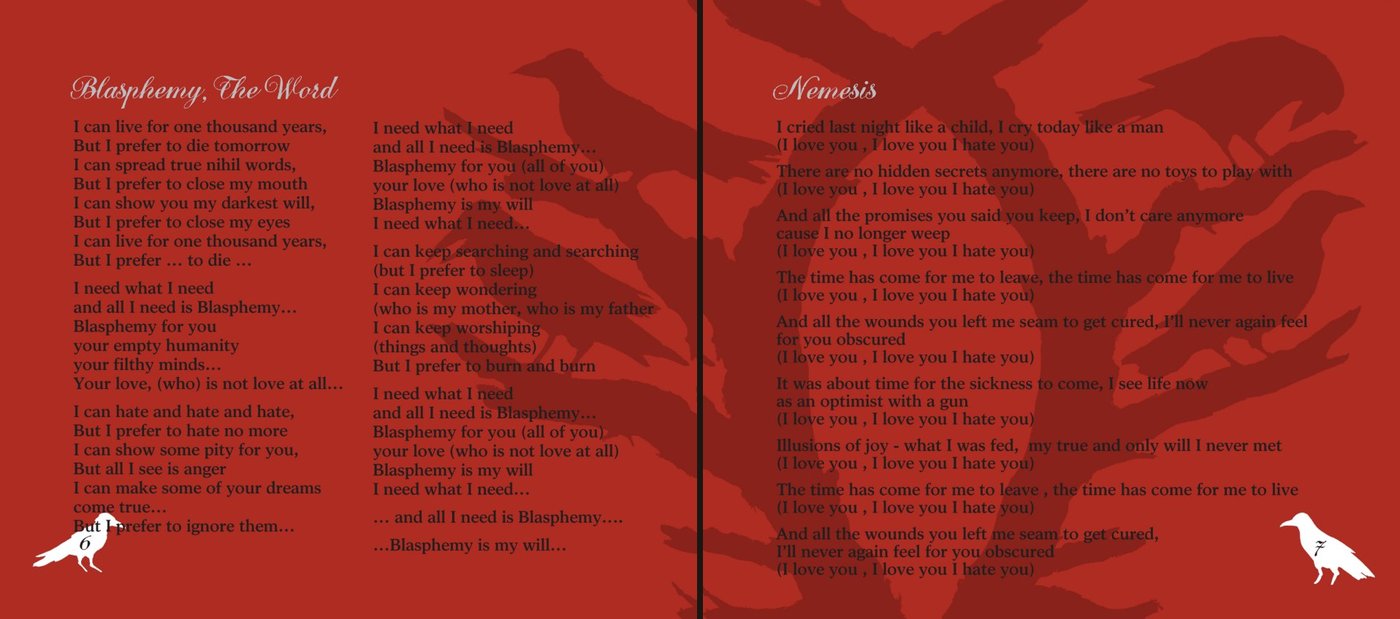 Blasphemy, The Word
I can live for one thousand years,
But I prefer to die tomorrow
I can spread true nihil words,
But I prefer to close my mouth
I can show you my darkest will,
But I prefer to close my eyes
I can live for one thousand years,
But I prefer ... to die ...
I need what I need
and all I need is Blasphemy...
Blasphemy for you
your empty humanity
your filthy minds...
Your love, (who) is not love at all...
I can hate and hate and hate,
But I prefer to hate no more
I can show some pity for you,
But all I see is anger
I can make some of your dreams
come true...
But I prefer to ignore them...
6
I need what I need
and all I need is Blasphemy...
Blasphemy for you (all of you)
your love (who is not love at all)
Blasphemy is my will
I need what I need...
I can keep searching and searching
(but I prefer to sleep)
I can keep wondering
(who is my mother, who is my father
I can keep worshiping
(things and thoughts)
But I prefer to burn and burn
I need what I need
and all I need is Blasphemy...
Blasphemy for you (all of you)
your love (who is not love at all)
Blasphemy is my will
I need what I need...
... and all I need is Blasphemy....
...Blasphemy is my will...
Nemesis
I cried last night like a child, I cry today like a man
(I love you , I love you I hate you)
There are no hidden secrets anymore, there are no toys to play with
(I love you , I love you I hate you)
And all the promises you said you keep, I don't care anymore
cause I no longer weep
(I love you , I love you I hate you)
The time has come for me to leave, the time has come for me to live
(I love you , I love you I hate you)
And all the wounds you left me seam to get cured, I'll never again feel
for you obscured
(I love you , I love you I hate you)
It was about time for the sickness to come, I see life now
as an optimist with a gun
(I love you , I love you I hate you)
Illusions of joy - what I was fed,  my true and only will I never met
(I love you , I love you I hate you)
The time has come for me to leave , the time has come for me to live
(I love you , I love you I hate you)
And all the wounds you left me seam to get cured,
I'll never again feel for you obscured
(I love you , I love you I hate you)
7